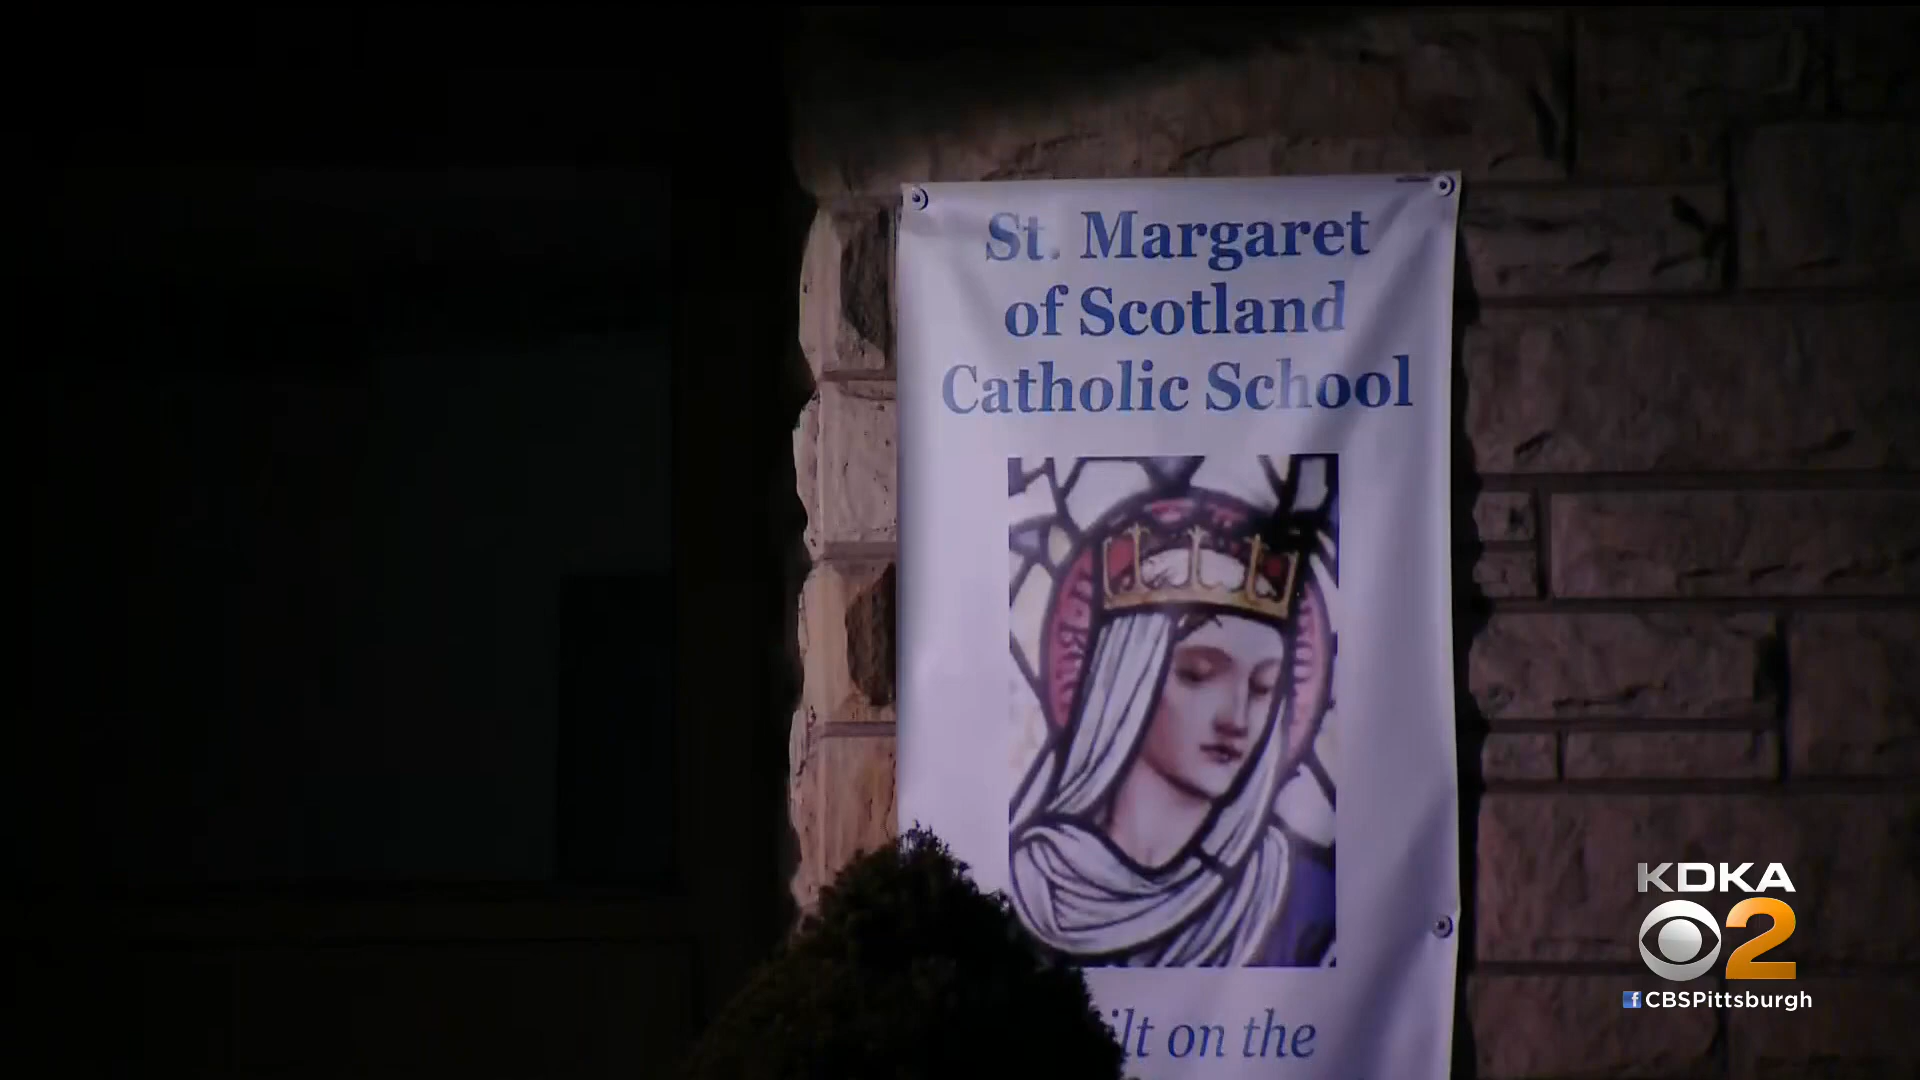 St. Margaret
of Scotland
Catholic School
on the
KDKA
2
CBSPittsburgh